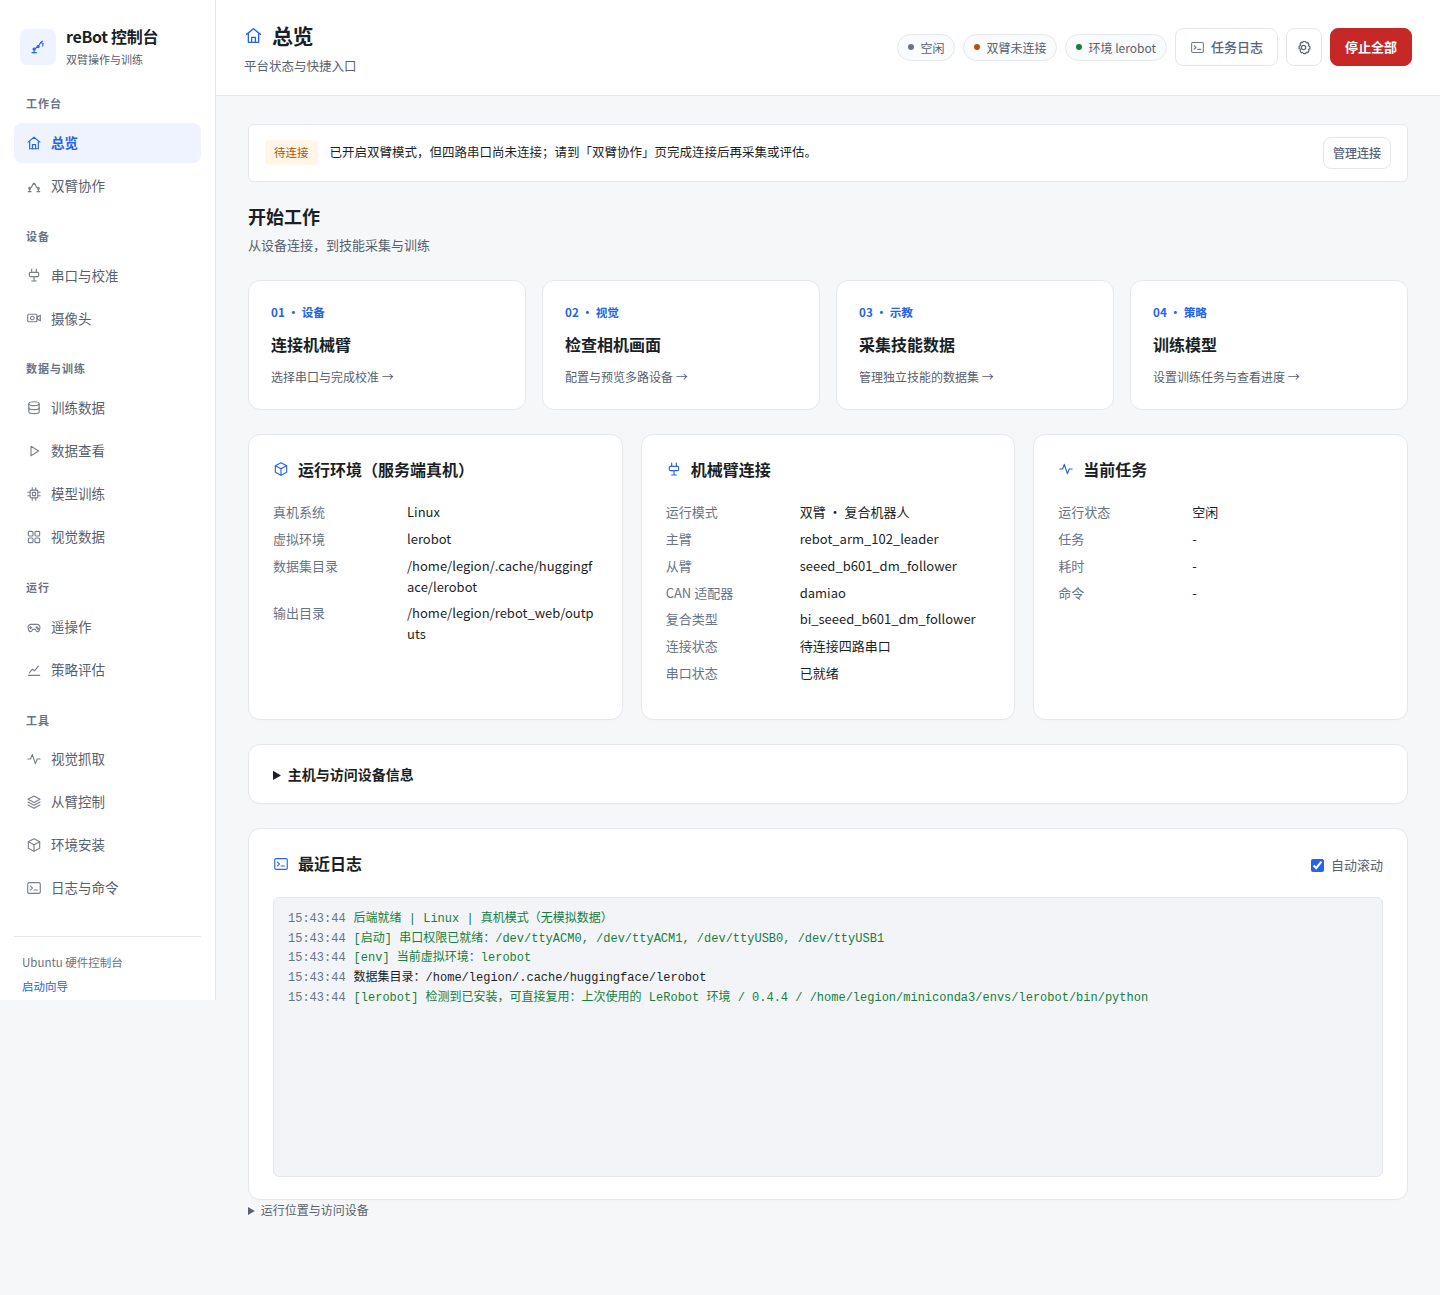 reBot 控制台
双臂操作与训练
工作台
总览
双臂协作
设备
串口与校准
摄像头
数据与训练
训练数据
数据查看
模型训练
视觉数据
运行
遥操作
策略评估
工具
视觉抓取
从臂控制
环境安装
日志与命令
Ubuntu 硬件控制台
启动向导
总览
平台状态与快捷入口
空闲
双臂未连接
环境 lerobot
任务日志
停止全部
待连接 已开启双臂模式，但四路串口尚未连接；请到「双臂协作」页完成连接后再采集或评估。
管理连接
开始工作
从设备连接，到技能采集与训练
01 · 设备
连接机械臂
选择串口与完成校准 →
02 · 视觉
检查相机画面
配置与预览多路设备 →
03 · 示教
采集技能数据
管理独立技能的数据集 →
04 · 策略
训练模型
设置训练任务与查看进度 →
运行环境（服务端真机）
真机系统 Linux
虚拟环境 lerobot
数据集目录 /home/legion/.cache/huggingf
ace/lerobot
输出目录 /home/legion/rebot_web/outp
uts
机械臂连接
运行模式 双臂 · 复合机器人
主臂 rebot_arm_102_leader
从臂 seeed_b601_dm_follower
CAN 适配器 damiao
复合类型 bi_seeed_b601_dm_follower
连接状态 待连接四路串口
串口状态 已就绪
当前任务
运行状态 空闲
任务 -
耗时 -
命令 -
▶ 主机与访问设备信息
最近日志
自动滚动
15:43:44 后端就绪 | Linux | 真机模式（无模拟数据）
15:43:44 [启动] 串口权限已就绪：/dev/ttyACM0, /dev/ttyACM1, /dev/ttyUSB0, /dev/ttyUSB1
15:43:44 [env] 当前虚拟环境：lerobot
15:43:44 数据集目录：/home/legion/.cache/huggingface/lerobot
15:43:44 [lerobot] 检测到已安装，可直接复用：上次使用的 LeRobot 环境 / 0.4.4 / /home/legion/miniconda3/envs/lerobot/bin/python
▶ 运行位置与访问设备